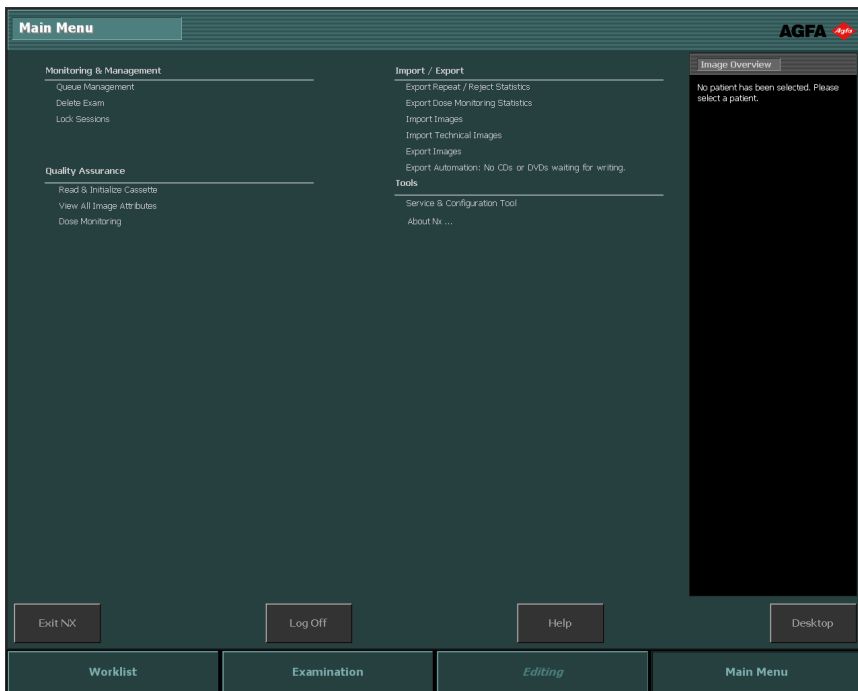 Main Menu
AGFA Agfa
Monitoring & Management
Queue Management
Delete Exam
Lock Sessions
Quality Assurance
Read & Initialize Cassette
View All Image Attributes
Dose Monitoring
Import / Export
Export Repeat / Reject Statistics
Export Dose Monitoring Statistics
Import Images
Import Technical Images
Export Images
Export Automation: No CDs or DVDs waiting for writing.
Tools
Service & Configuration Tool
About Nx ...
Image Overview
No patient has been selected. Please
select a patient.
Exit NX
Log Off
Help
Desktop
Worklist
Examination
Editing
Main Menu